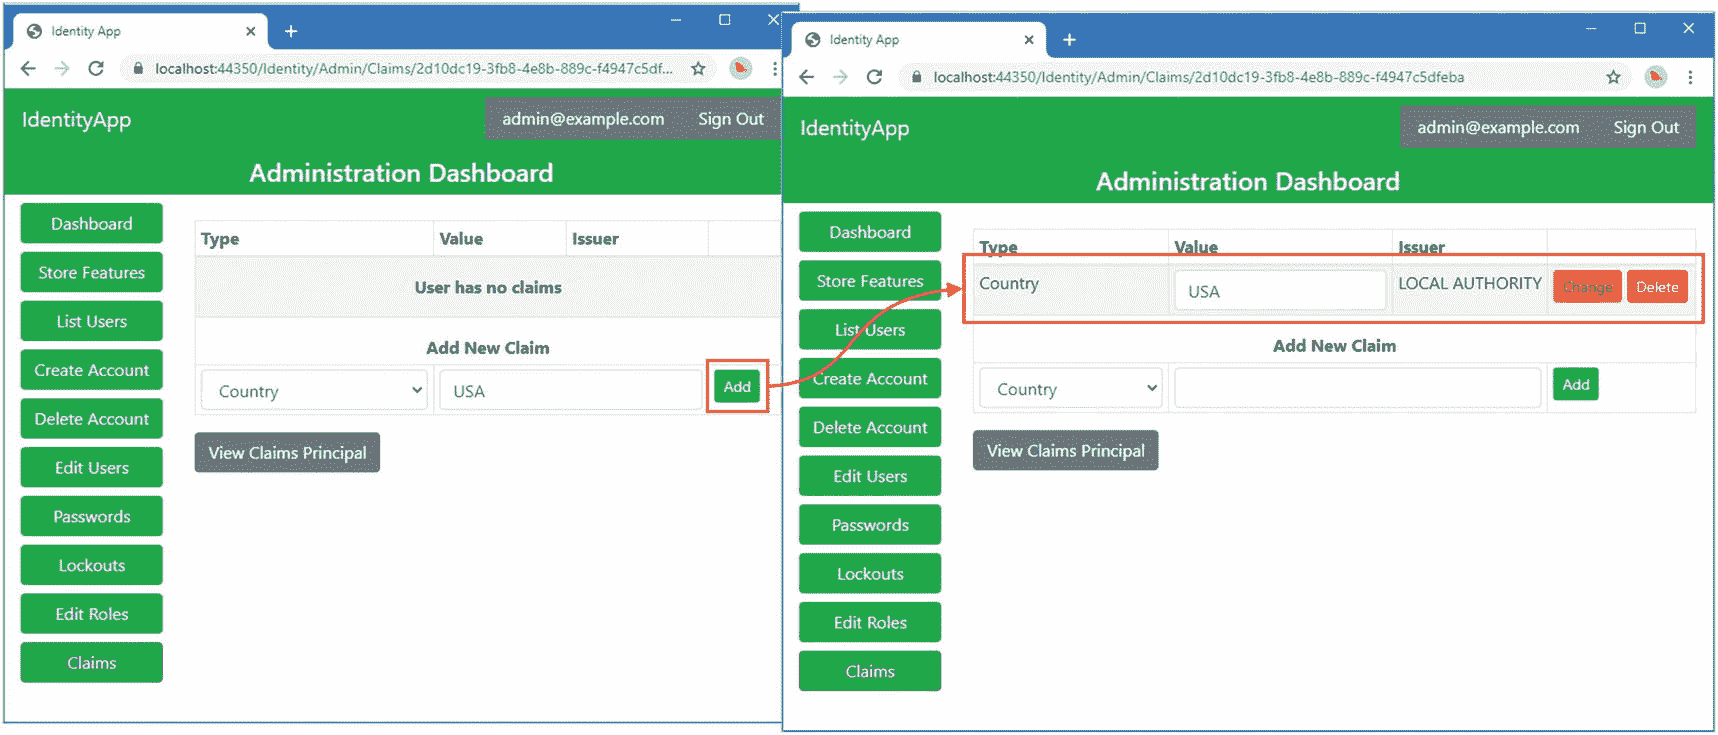 Identity App
localhost:44350/Identity/Admin/Claims/2d10dc19-3fb8-4e8b-889c-f4947c5df...
IdentityApp
admin@example.com Sign Out
Administration Dashboard
Dashboard
Store Features
List Users
Create Account
Delete Account
Edit Users
Passwords
Lockouts
Edit Roles
Claims
Type Value Issuer
User has no claims
Add New Claim
Country USA Add
View Claims Principal
Identity App
localhost:44350/Identity/Admin/Claims/2d10dc19-3fb8-4e8b-889c-f4947c5dfeba
IdentityApp
admin@example.com Sign Out
Administration Dashboard
Dashboard
Store Features
List Users
Create Account
Delete Account
Edit Users
Passwords
Lockouts
Edit Roles
Claims
Type Value Issuer
Country USA LOCAL AUTHORITY Change Delete
Add New Claim
Country Add
View Claims Principal